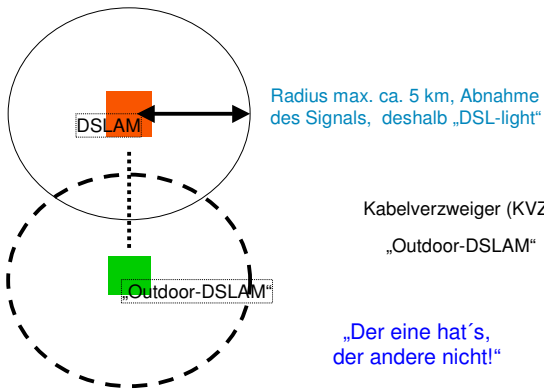 Radius max. ca. 5 km, Abnahme
des Signals, deshalb „DSL-light“
DSLAM
Kabelverzweiger (KVZ
„Outdoor-DSLAM“
„Outdoor-DSLAM“
„Der eine hat´s,
der andere nicht!“